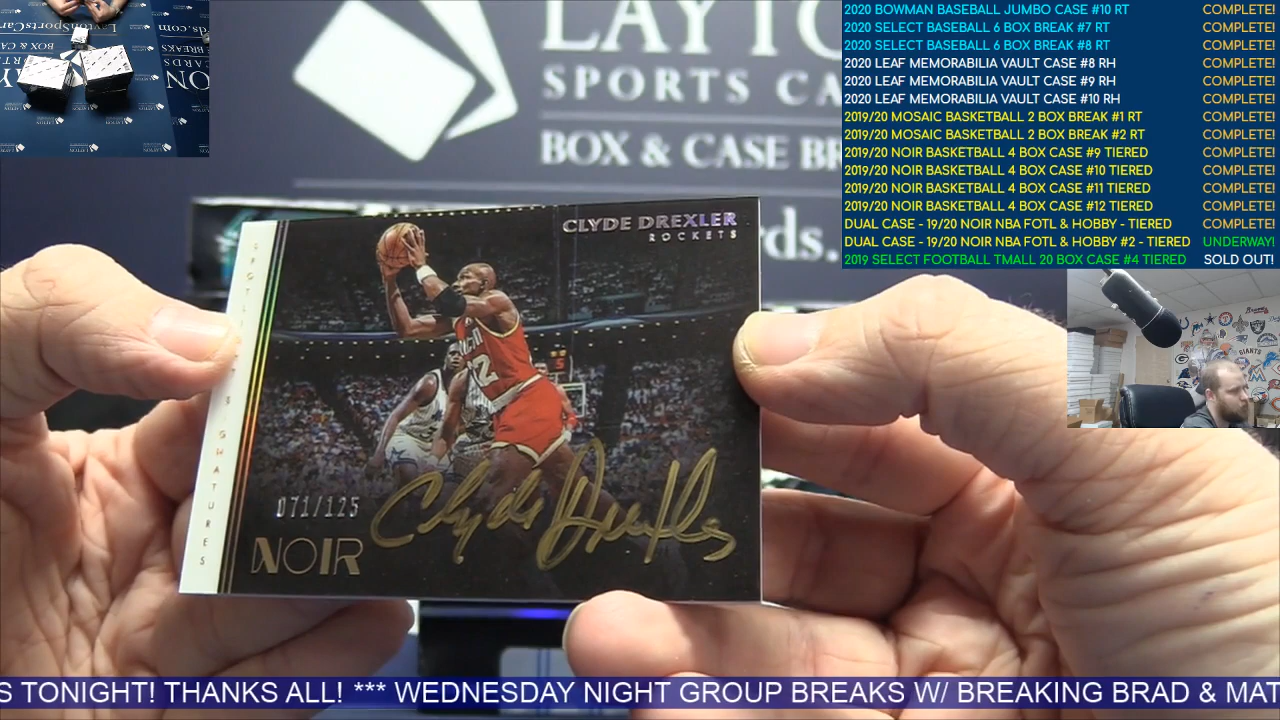 2020 BOWMAN BASEBALL JUMBO CASE #10 RT COMPLETE!
2020 SELECT BASEBALL 6 BOX BREAK #7 RT COMPLETE!
2020 SELECT BASEBALL 6 BOX BREAK #8 RT COMPLETE!
2020 LEAF MEMORABILIA VAULT CASE #8 RH COMPLETE!
2020 LEAF MEMORABILIA VAULT CASE #9 RH COMPLETE!
2020 LEAF MEMORABILIA VAULT CASE #10 RH COMPLETE!
2019/20 MOSAIC BASKETBALL 2 BOX BREAK #1 RT COMPLETE!
2019/20 MOSAIC BASKETBALL 2 BOX BREAK #2 RT COMPLETE!
2019/20 NOIR BASKETBALL 4 BOX CASE #9 TIERED COMPLETE!
2019/20 NOIR BASKETBALL 4 BOX CASE #10 TIERED COMPLETE!
2019/20 NOIR BASKETBALL 4 BOX CASE #11 TIERED COMPLETE!
2019/20 NOIR BASKETBALL 4 BOX CASE #12 TIERED COMPLETE!
DUAL CASE - 19/20 NOIR NBA FOTL & HOBBY - TIERED COMPLETE!
DUAL CASE - 19/20 NOIR NBA FOTL & HOBBY #2 - TIERED UNDERWAY!
2019 SELECT FOOTBALL TMALL 20 BOX CASE #4 TIERED SOLD OUT!
LAYTO
SPORTS CA
BOX & CASE BR
rds.
CLYDE DREXLER
ROCKETS
SIGNATURES
071/125
NOIR
Clyde Drexler
GIANTS
S TONIGHT! THANKS ALL! *** WEDNESDAY NIGHT GROUP BREAKS W/ BREAKING BRAD & MAT